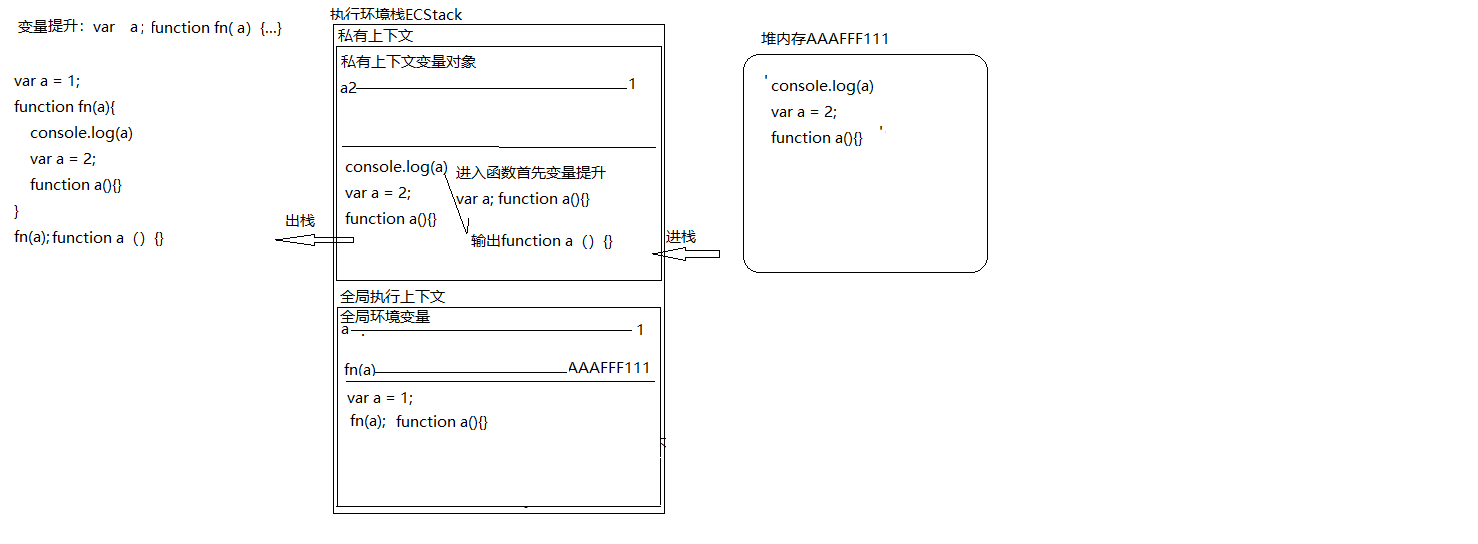 变量提升：var a ; function fn( a ) {...}
var a = 1;
function fn(a){
console.log(a)
var a = 2;
function a(){}
}
fn(a); function a（）{}
执行环境栈ECStack
私有上下文
私有上下文变量对象
a2 1
console.log(a)
var a = 2;
function a(){}
进入函数首先变量提升
var a; function a(){}
输出function a（）{}
出栈
进栈
全局执行上下文
全局环境变量
a 1
fn(a) AAAFFF111
var a = 1;
fn(a); function a(){}
堆内存AAAFFF111
' console.log(a)
var a = 2;
function a(){} '